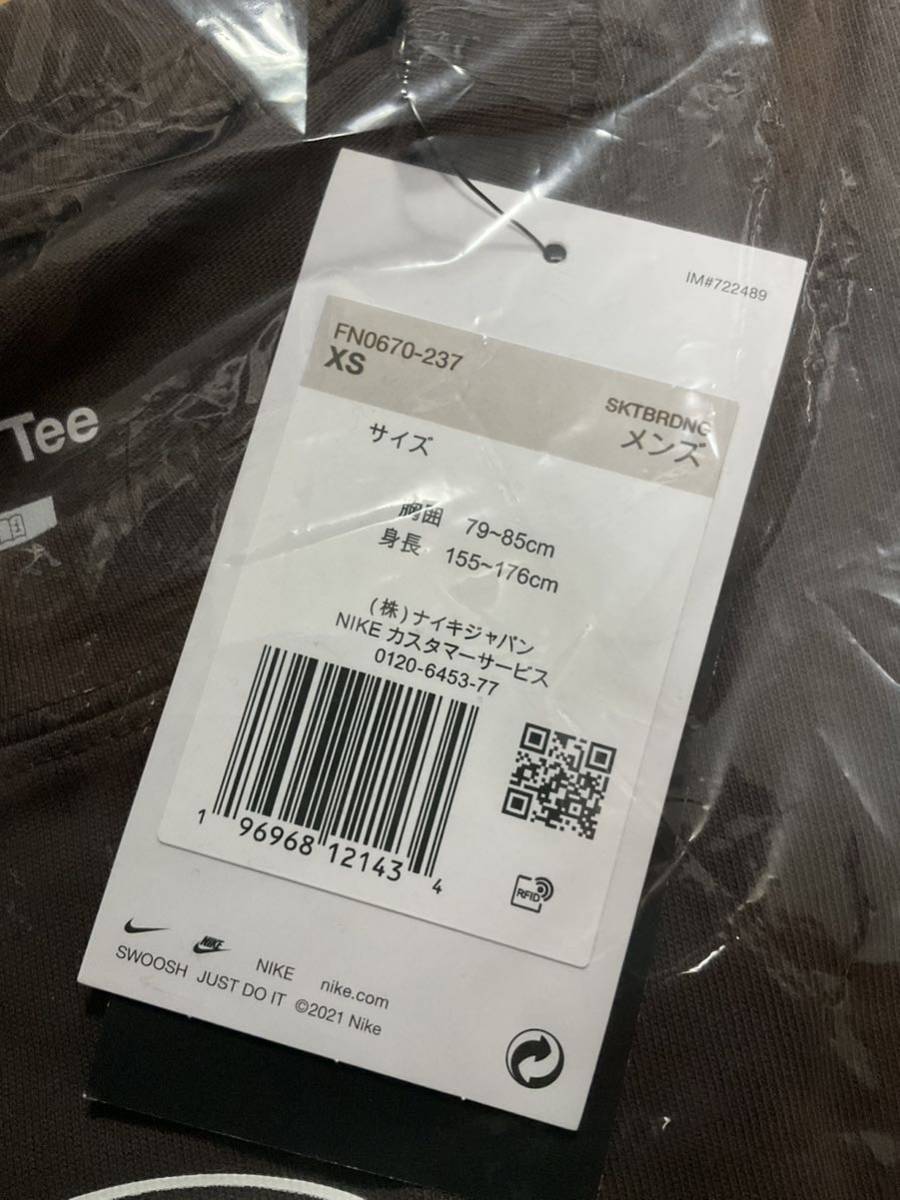 IM#722489
FN0670-237
XS
SKTBRDNG
メンズ
サイズ
胸囲 79~85cm
身長 155~176cm
(株)ナイキジャパン
NIKE カスタマーサービス
0120-6453-77
1 96968 12143 4
RFID
NIKE
NIKE nike.com
SWOOSH JUST DO IT ©2021 Nike
Tee